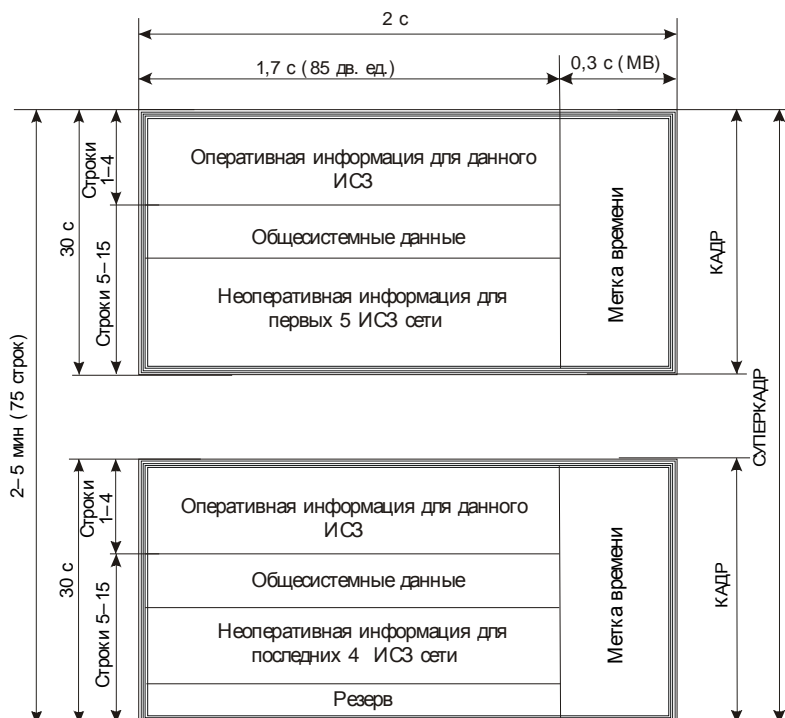 2 с
1,7 с (85 дв. ед.)
0,3 с (МВ)
2–5 мин (75 строк)
30 с
Строки
1–4
Строки 5–15
Оперативная информация для данного
ИСЗ
Общесистемные данные
Неоперативная информация для
первых 5 ИСЗ сети
Метка времени
КАДР
СУПЕРКАДР
30 с
Строки
1–4
Строки 5–15
Оперативная информация для данного
ИСЗ
Общесистемные данные
Неоперативная информация для
последних 4 ИСЗ сети
Резерв
Метка времени
КАДР